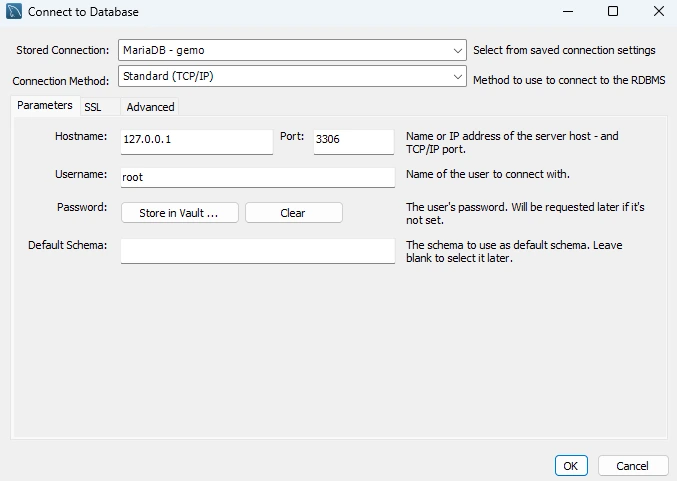 Connect to Database
Stored Connection: MariaDB - gemo Select from saved connection settings
Connection Method: Standard (TCP/IP) Method to use to connect to the RDBMS
Parameters SSL Advanced
Hostname: 127.0.0.1 Port: 3306 Name or IP address of the server host - and
TCP/IP port.
Username: root Name of the user to connect with.
Password: Store in Vault ... Clear The user's password. Will be requested later if it's
not set.
Default Schema: The schema to use as default schema. Leave
blank to select it later.
OK Cancel